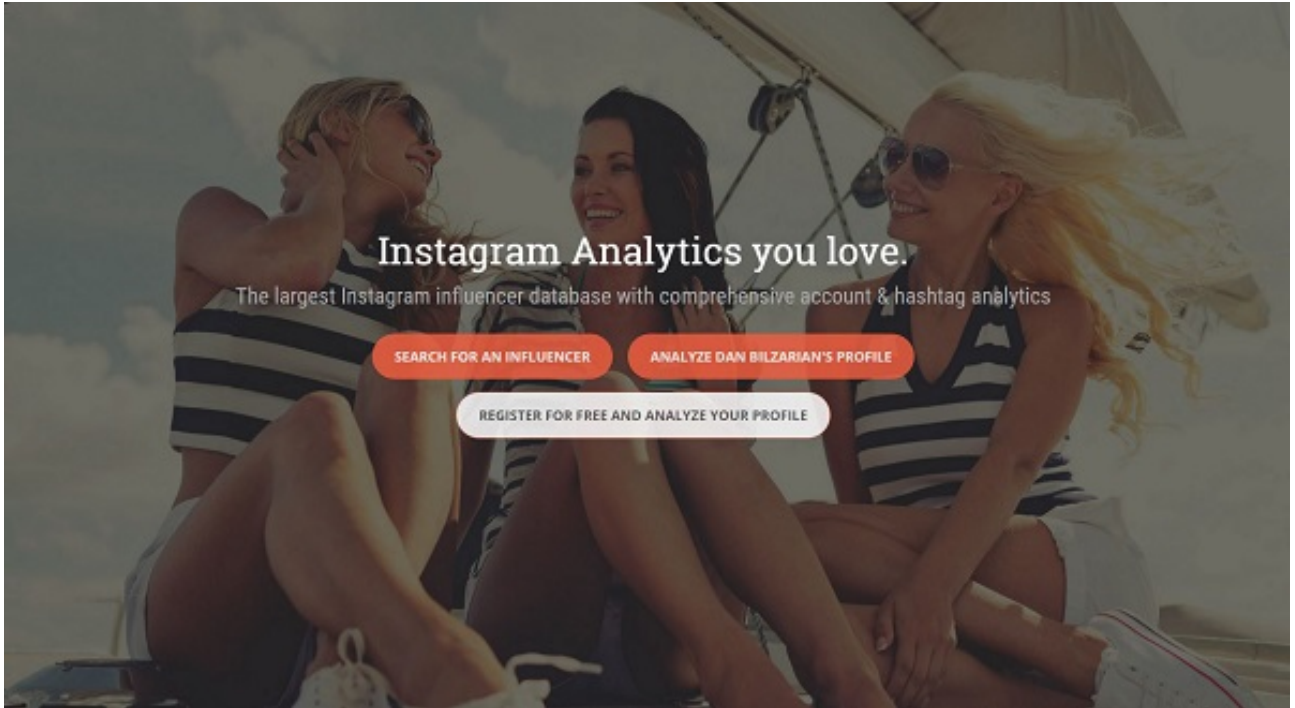 Instagram Analytics you love.
The largest Instagram influencer database with comprehensive account & hashtag analytics
SEARCH FOR AN INFLUENCER
ANALYZE DAN BILZARIAN'S PROFILE
REGISTER FOR FREE AND ANALYZE YOUR PROFILE